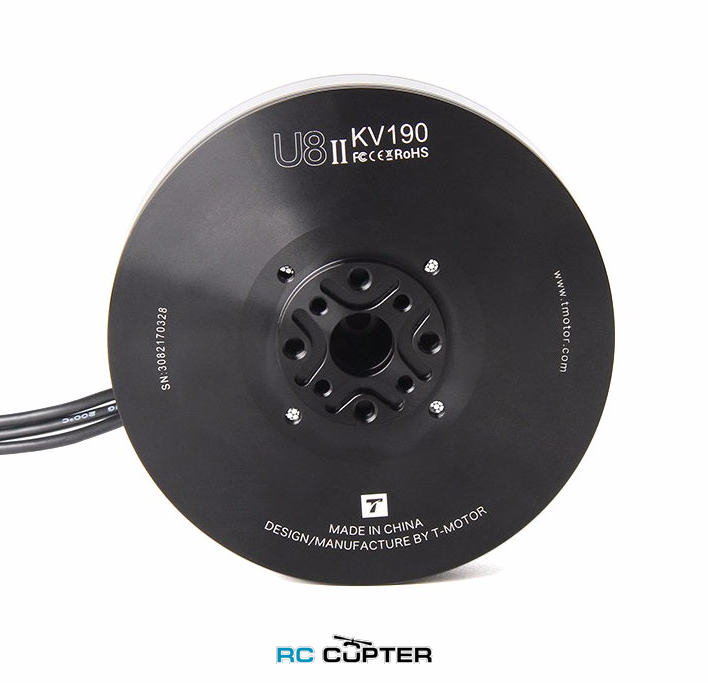 U8 II KV190
FC CE RoHS
SN:3082170328
www.tmotor.com
200°C
T
MADE IN CHINA
DESIGN/MANUFACTURE BY T-MOTOR
RC COPTER